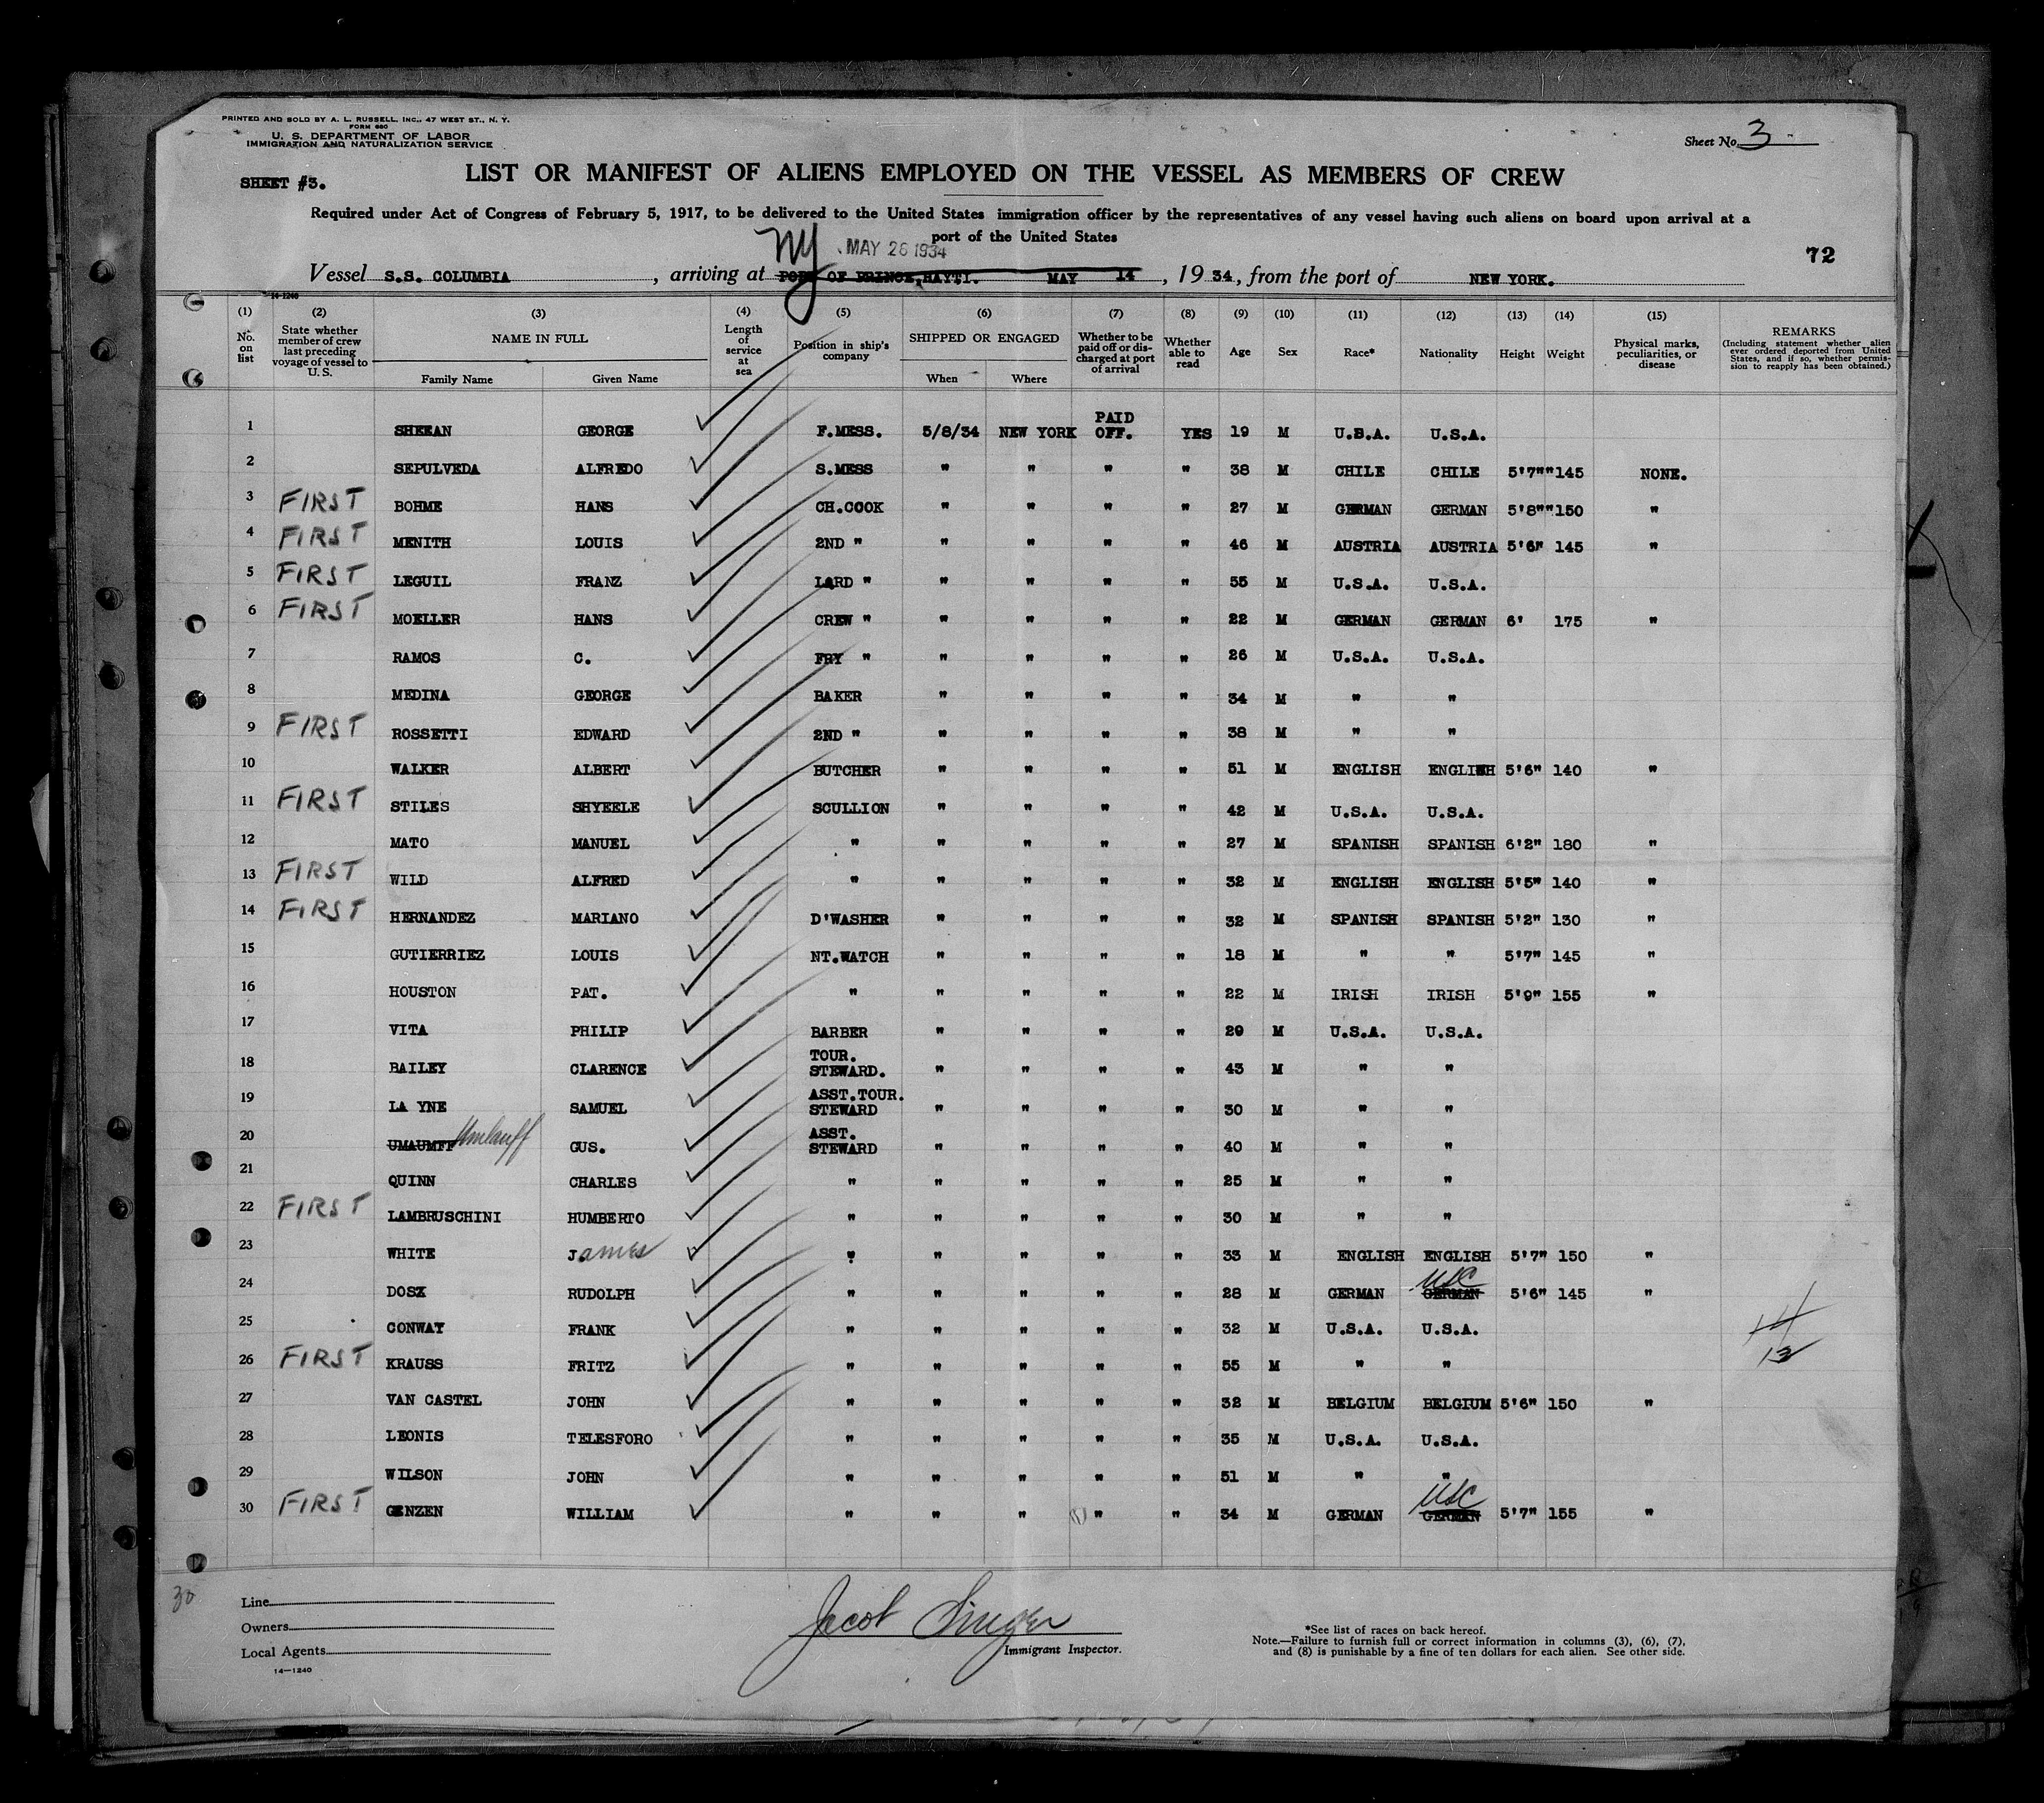 PRINTED AND SOLD BY A. L. RUSSELL, INC., 47 WEST ST., N. Y.
FORM 680
U. S. DEPARTMENT OF LABOR
IMMIGRATION AND NATURALIZATION SERVICE
Sheet No. 3
SHEET #3.
LIST OR MANIFEST OF ALIENS EMPLOYED ON THE VESSEL AS MEMBERS OF CREW
Required under Act of Congress of February 5, 1917, to be delivered to the United States immigration officer by the representatives of any vessel having such aliens on board upon arrival at a
port of the United States
NY MAY 26 1934
72
Vessel S.S. COLUMBIA, arriving at PORT OF PRINCE, HAYTI. MAY 14, 1934, from the port of NEW YORK.
14-1240
(1) (2) (3) (4) (5) (6) (7) (8) (9) (10) (11) (12) (13) (14) (15)
No. on list
State whether member of crew last preceding voyage of vessel to U. S.
NAME IN FULL
Family Name Given Name
Length of service at sea
Position in ship's company
SHIPPED OR ENGAGED
When Where
Whether to be paid off or discharged at port of arrival
Whether able to read
Age Sex Race* Nationality Height Weight
Physical marks, peculiarities, or disease
REMARKS
(Including statement whether alien ever ordered deported from United States, and if so, whether permission to reapply has been obtained.)
1 SHEEAN GEORGE F.MESS. 5/8/34 NEW YORK PAID OFF. YES 19 M U.S.A. U.S.A.
2 SEPULVEDA ALFREDO S.MESS " " " " 38 M CHILE CHILE 5'7"" 145 NONE.
3 FIRST BOHME HANS CH.COOK " " " " 27 M GERMAN GERMAN 5'8"" 150 "
4 FIRST MENITH LOUIS 2ND " " " " " 46 M AUSTRIA AUSTRIA 5'6" 145 "
5 FIRST LEGUIL FRANZ LARD " " " " " 55 M U.S.A. U.S.A.
6 FIRST MOELLER HANS CREW " " " " " 22 M GERMAN GERMAN 6' 175 "
7 RAMOS C. FRY " " " " " 26 M U.S.A. U.S.A.
8 MEDINA GEORGE BAKER " " " " 34 M " "
9 FIRST ROSSETTI EDWARD 2ND " " " " " 38 M " "
10 WALKER ALBERT BUTCHER " " " " 51 M ENGLISH ENGLISH 5'6" 140 "
11 FIRST STILES SHYEELE SCULLION " " " " 42 M U.S.A. U.S.A.
12 MATO MANUEL " " " " " 27 M SPANISH SPANISH 6'2" 180 "
13 FIRST WILD ALFRED " " " " " 32 M ENGLISH ENGLISH 5'5" 140 "
14 FIRST HERNANDEZ MARIANO D'WASHER " " " " 32 M SPANISH SPANISH 5'2" 130 "
15 GUTIERRIEZ LOUIS NT.WATCH " " " " 18 M " " 5'7" 145 "
16 HOUSTON PAT. " " " " " 22 M IRISH IRISH 5'9" 155 "
17 VITA PHILIP BARBER " " " " 29 M U.S.A. U.S.A.
18 BAILEY CLARENCE TOUR. STEWARD. " " " " 43 M " "
19 LA YNE SAMUEL ASST.TOUR. STEWARD " " " " 30 M " "
20 UMAUMFF Umlauff GUS. ASST. STEWARD " " " " 40 M " "
21 QUINN CHARLES " " " " " 25 M " "
22 FIRST LAMBRUSCHINI HUMBERTO " " " " " 30 M " "
23 WHITE James " " " " " 33 M ENGLISH ENGLISH 5'7" 150 "
24 DOSX RUDOLPH " " " " " 28 M GERMAN GERMAN USC 5'6" 145 "
25 CONWAY FRANK " " " " " 32 M U.S.A. U.S.A.
14
26 FIRST KRAUSS FRITZ " " " " " 55 M " "
13
27 VAN CASTEL JOHN " " " " " 32 M BELGIUM BELGIUM 5'6" 150 "
28 LEONIS TELESFORO " " " " " 35 M U.S.A. U.S.A.
29 WILSON JOHN " " " " " 51 M " "
30 FIRST GENZEN WILLIAM " " " " " 34 M GERMAN GERMAN USC 5'7" 155 "
30
Line
Owners
Local Agents
14-1240
Jacob Singer
Immigrant Inspector.
*See list of races on back hereof.
Note.—Failure to furnish full or correct information in columns (3), (6), (7),
and (8) is punishable by a fine of ten dollars for each alien. See other side.